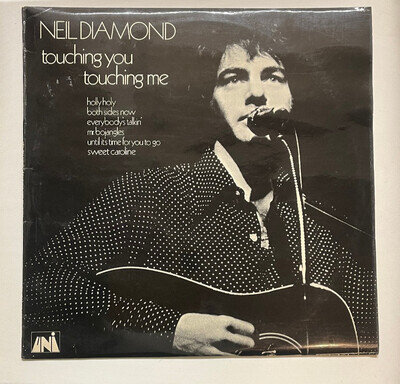 NEIL DIAMOND
touching you
touching me
holly holy
both sides now
everybody's talkin'
mr. bojangles
until it's time for you to go
sweet caroline
UNI